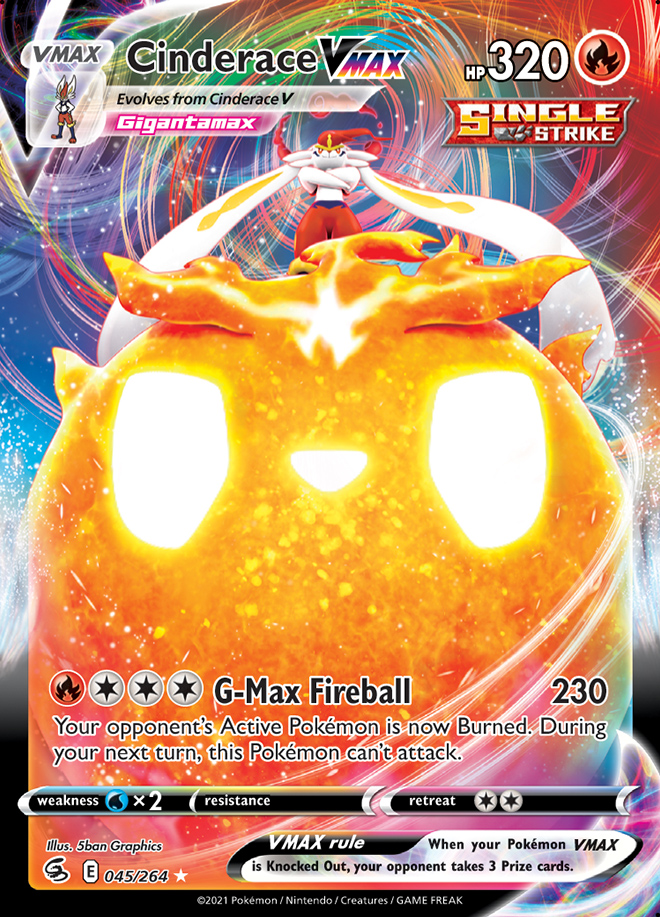 VMAX
Cinderace VMAX
HP 320
Evolves from Cinderace V
Gigantamax
SINGLE
STRIKE
G-Max Fireball 230
Your opponent's Active Pokémon is now Burned. During
your next turn, this Pokémon can't attack.
weakness ×2 resistance retreat
Illus. 5ban Graphics
VMAX rule When your Pokémon VMAX
is Knocked Out, your opponent takes 3 Prize cards.
E 045/264
©2021 Pokémon / Nintendo / Creatures / GAME FREAK